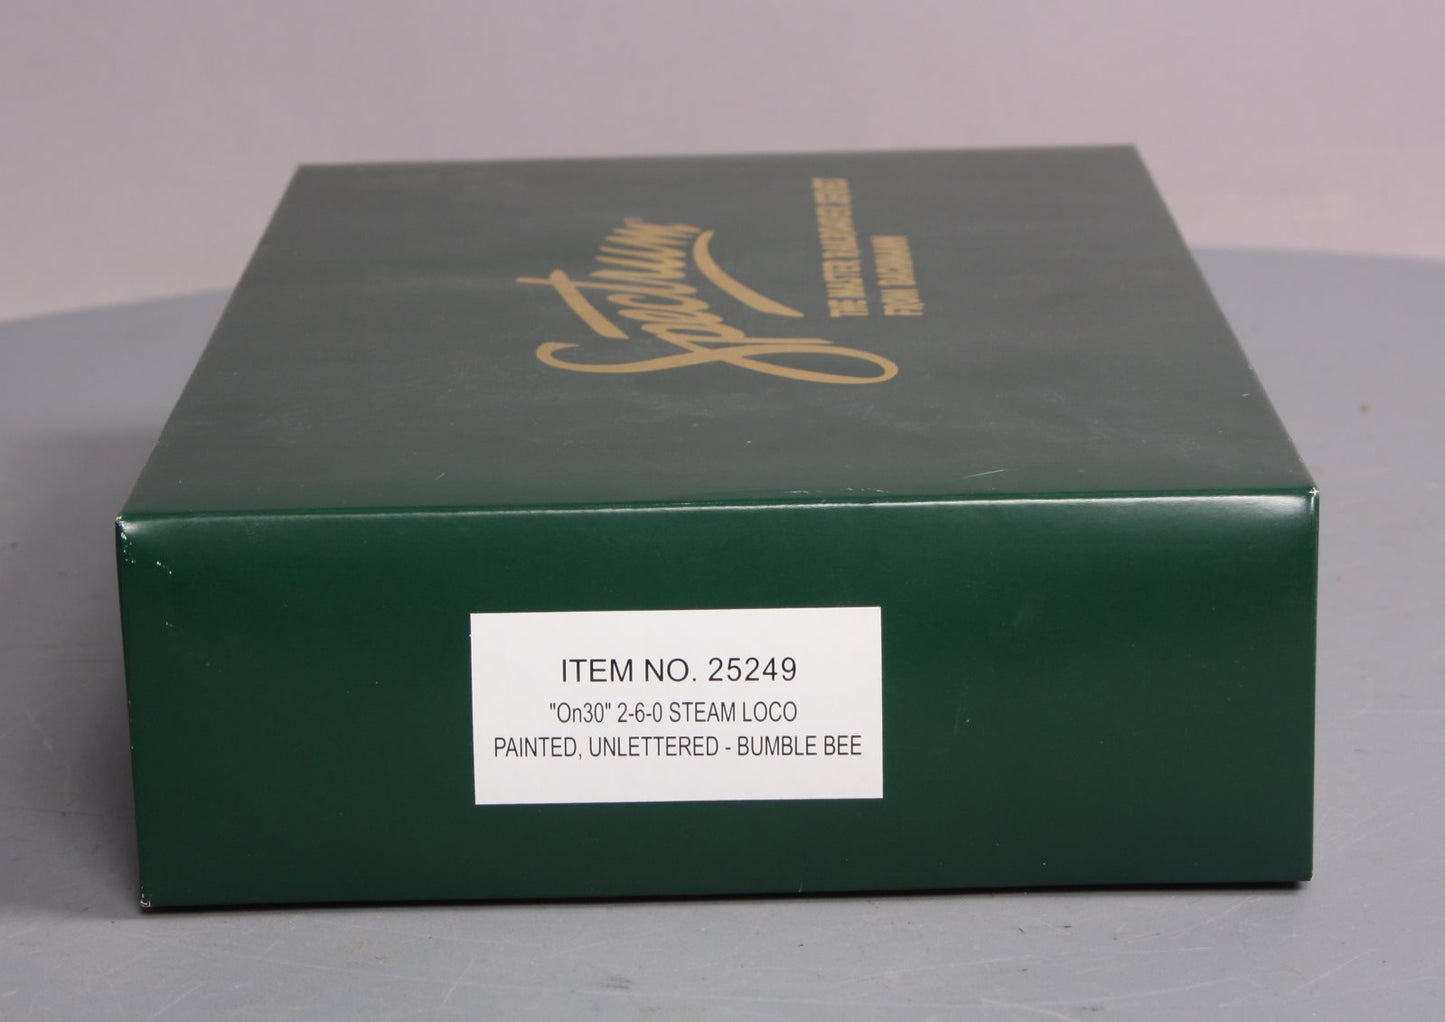 Spectrum®
THE MASTER RAILROADER SERIES
FROM BACHMANN
ITEM NO. 25249
"On30" 2-6-0 STEAM LOCO
PAINTED, UNLETTERED - BUMBLE BEE